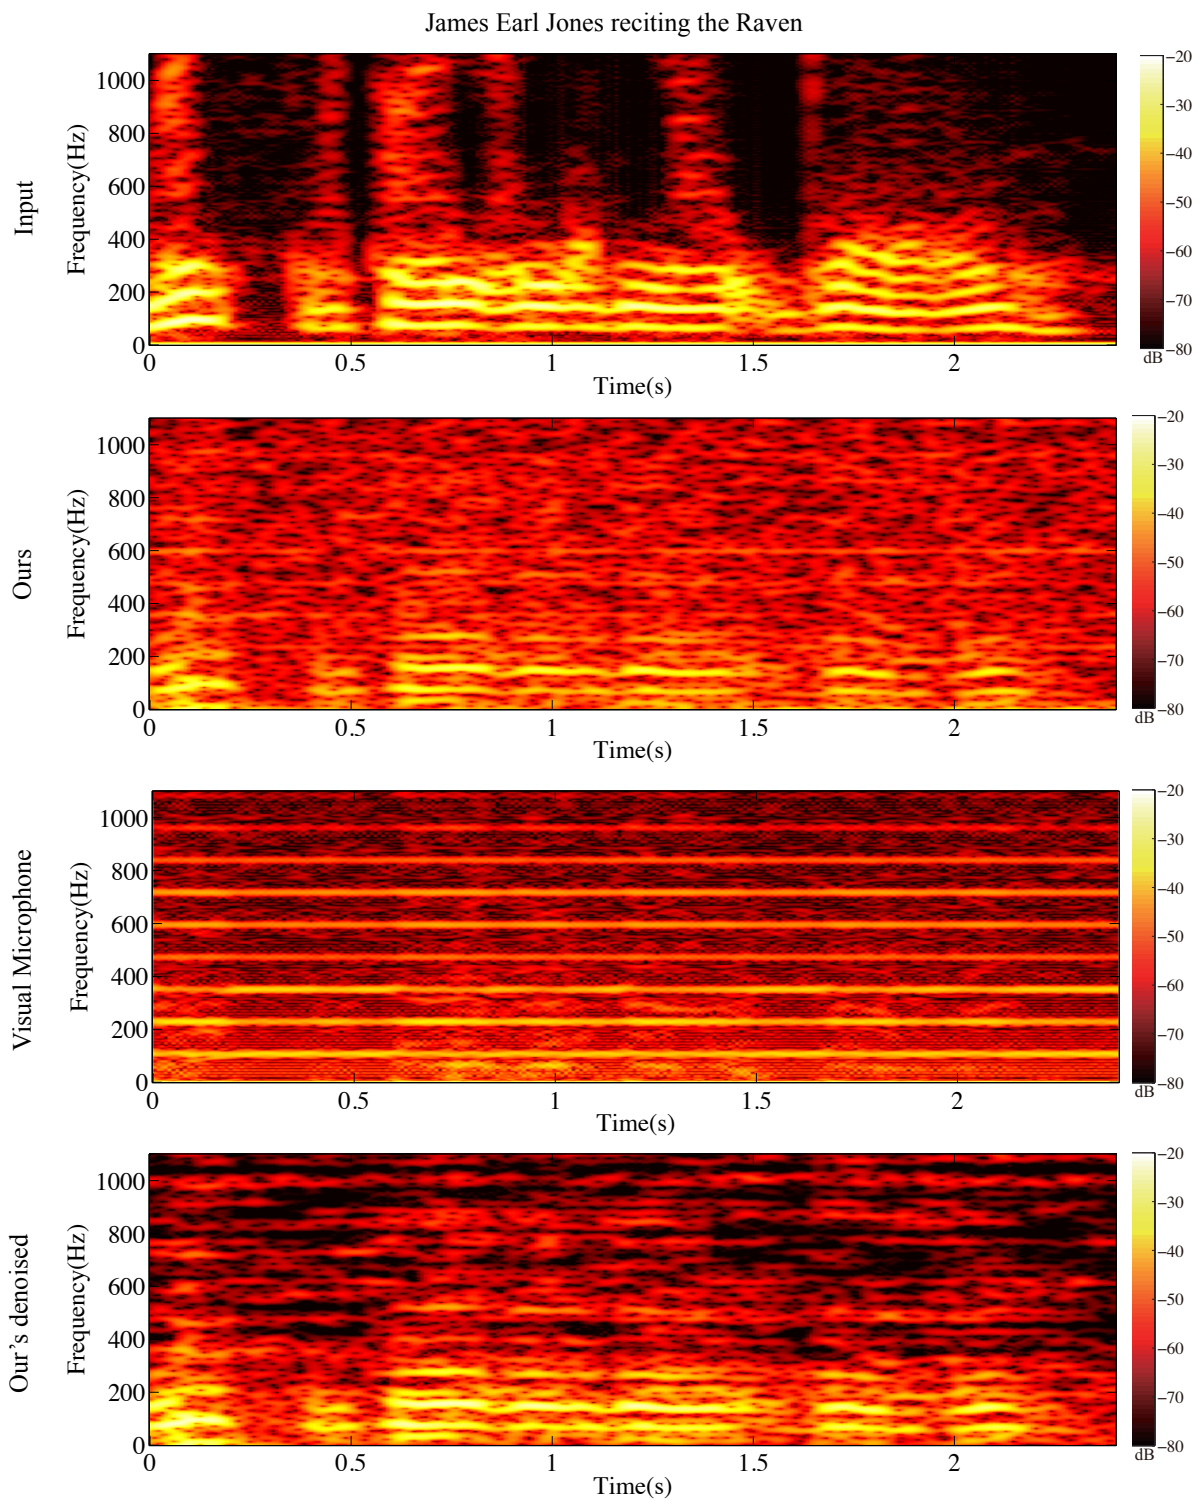 James Earl Jones reciting the Raven
Input
Frequency(Hz)
1000
800
600
400
200
0
0 0.5 1 1.5 2
Time(s)
−20
−30
−40
−50
−60
−70
−80
dB
Ours
Frequency(Hz)
1000
800
600
400
200
0
0 0.5 1 1.5 2
Time(s)
−20
−30
−40
−50
−60
−70
−80
dB
Visual Microphone
Frequency(Hz)
1000
800
600
400
200
0
0 0.5 1 1.5 2
Time(s)
−20
−30
−40
−50
−60
−70
−80
dB
Our's denoised
Frequency(Hz)
1000
800
600
400
200
0
0 0.5 1 1.5 2
Time(s)
−20
−30
−40
−50
−60
−70
−80
dB